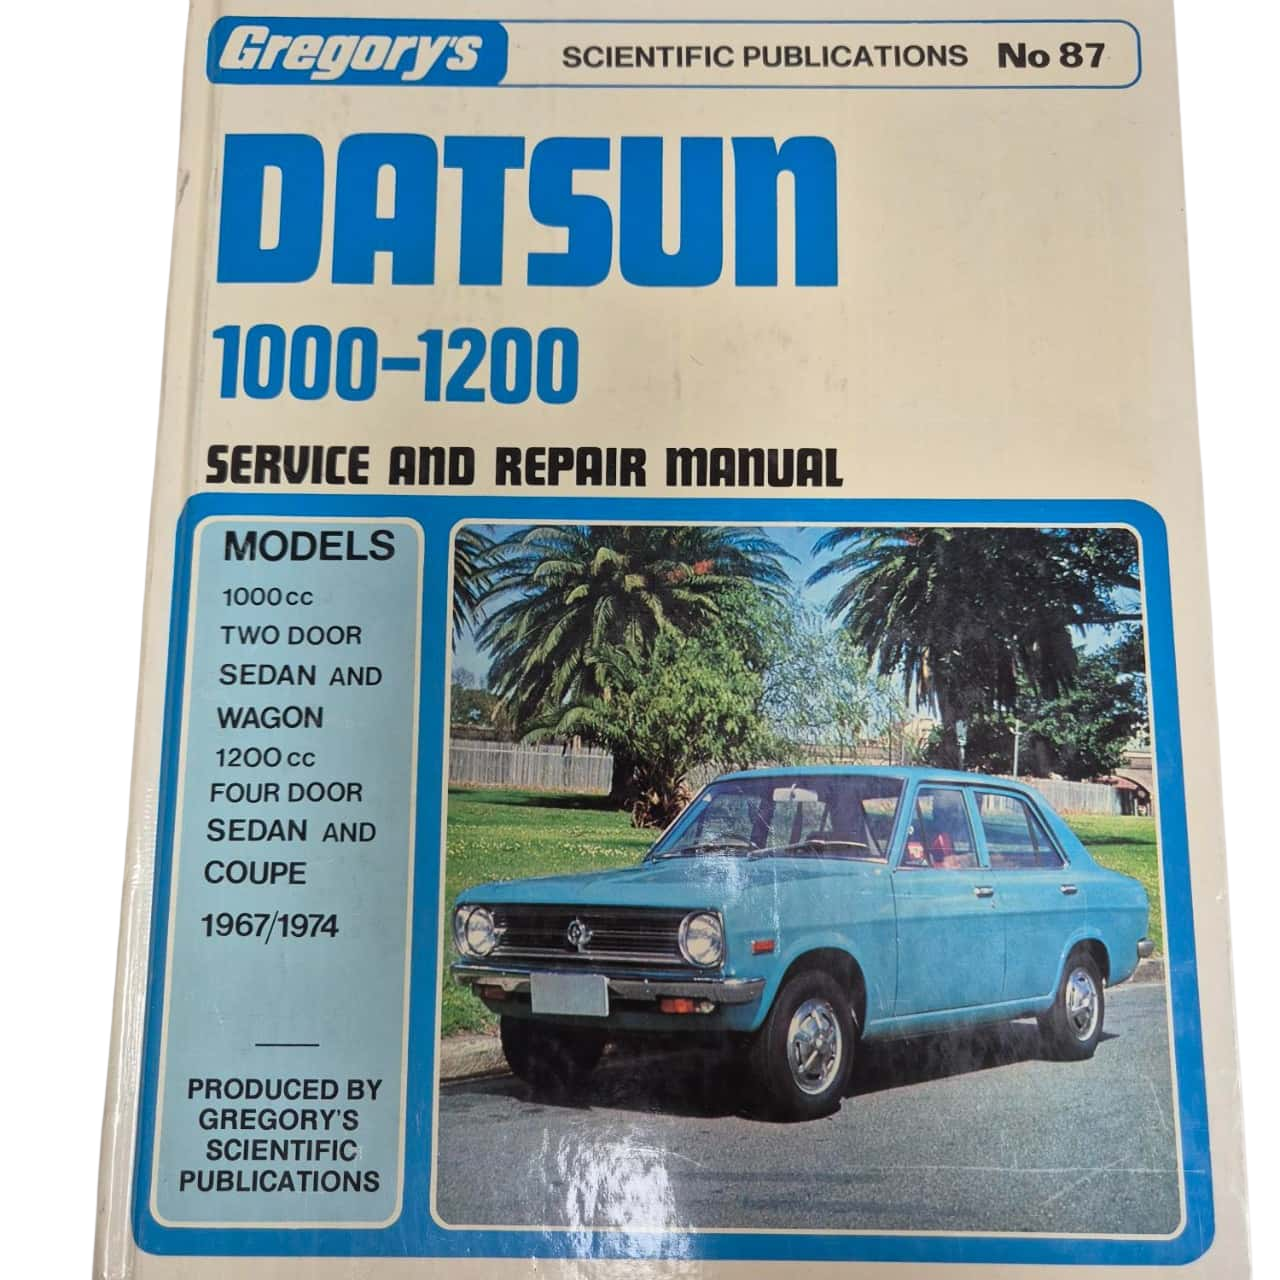 Gregory's SCIENTIFIC PUBLICATIONS No 87
DATSUN
1000-1200
SERVICE AND REPAIR MANUAL
MODELS
1000cc
TWO DOOR
SEDAN AND
WAGON
1200cc
FOUR DOOR
SEDAN AND
COUPE
1967/1974
PRODUCED BY
GREGORY'S
SCIENTIFIC
PUBLICATIONS